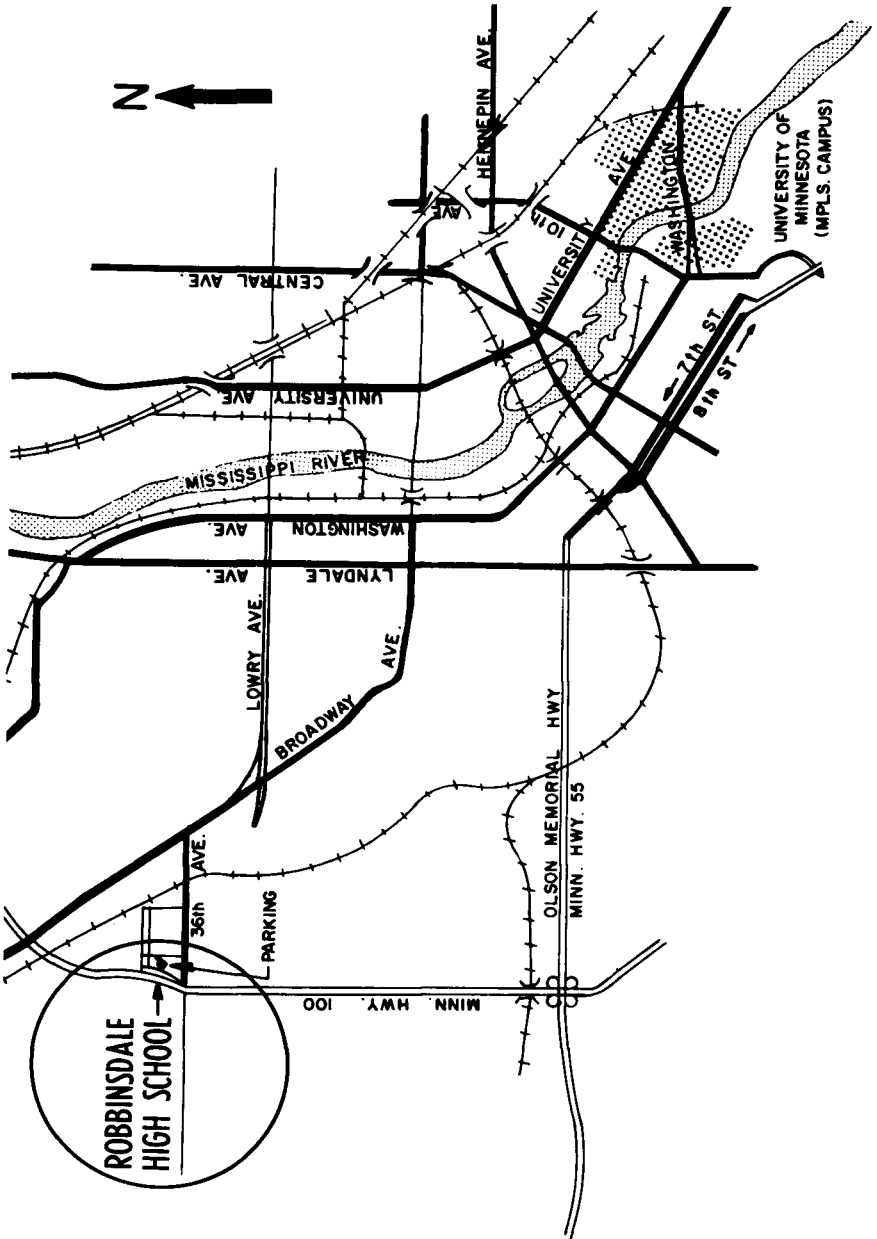 N
HENNEPIN AVE.
CENTRAL AVE.
AVE
10th
UNIVERSITY AVE.
WASHINGTON
UNIVERSITY OF
MINNESOTA
(MPLS. CAMPUS)
UNIVERSITY AVE
MISSISSIPPI RIVER
WASHINGTON AVE
LYNDALE AVE.
7th ST.
8th ST
LOWRY AVE.
BROADWAY AVE.
36th AVE.
PARKING
ROBBINSDALE
HIGH SCHOOL
MINN. HWY. 100
OLSON MEMORIAL HWY
MINN. HWY. 55